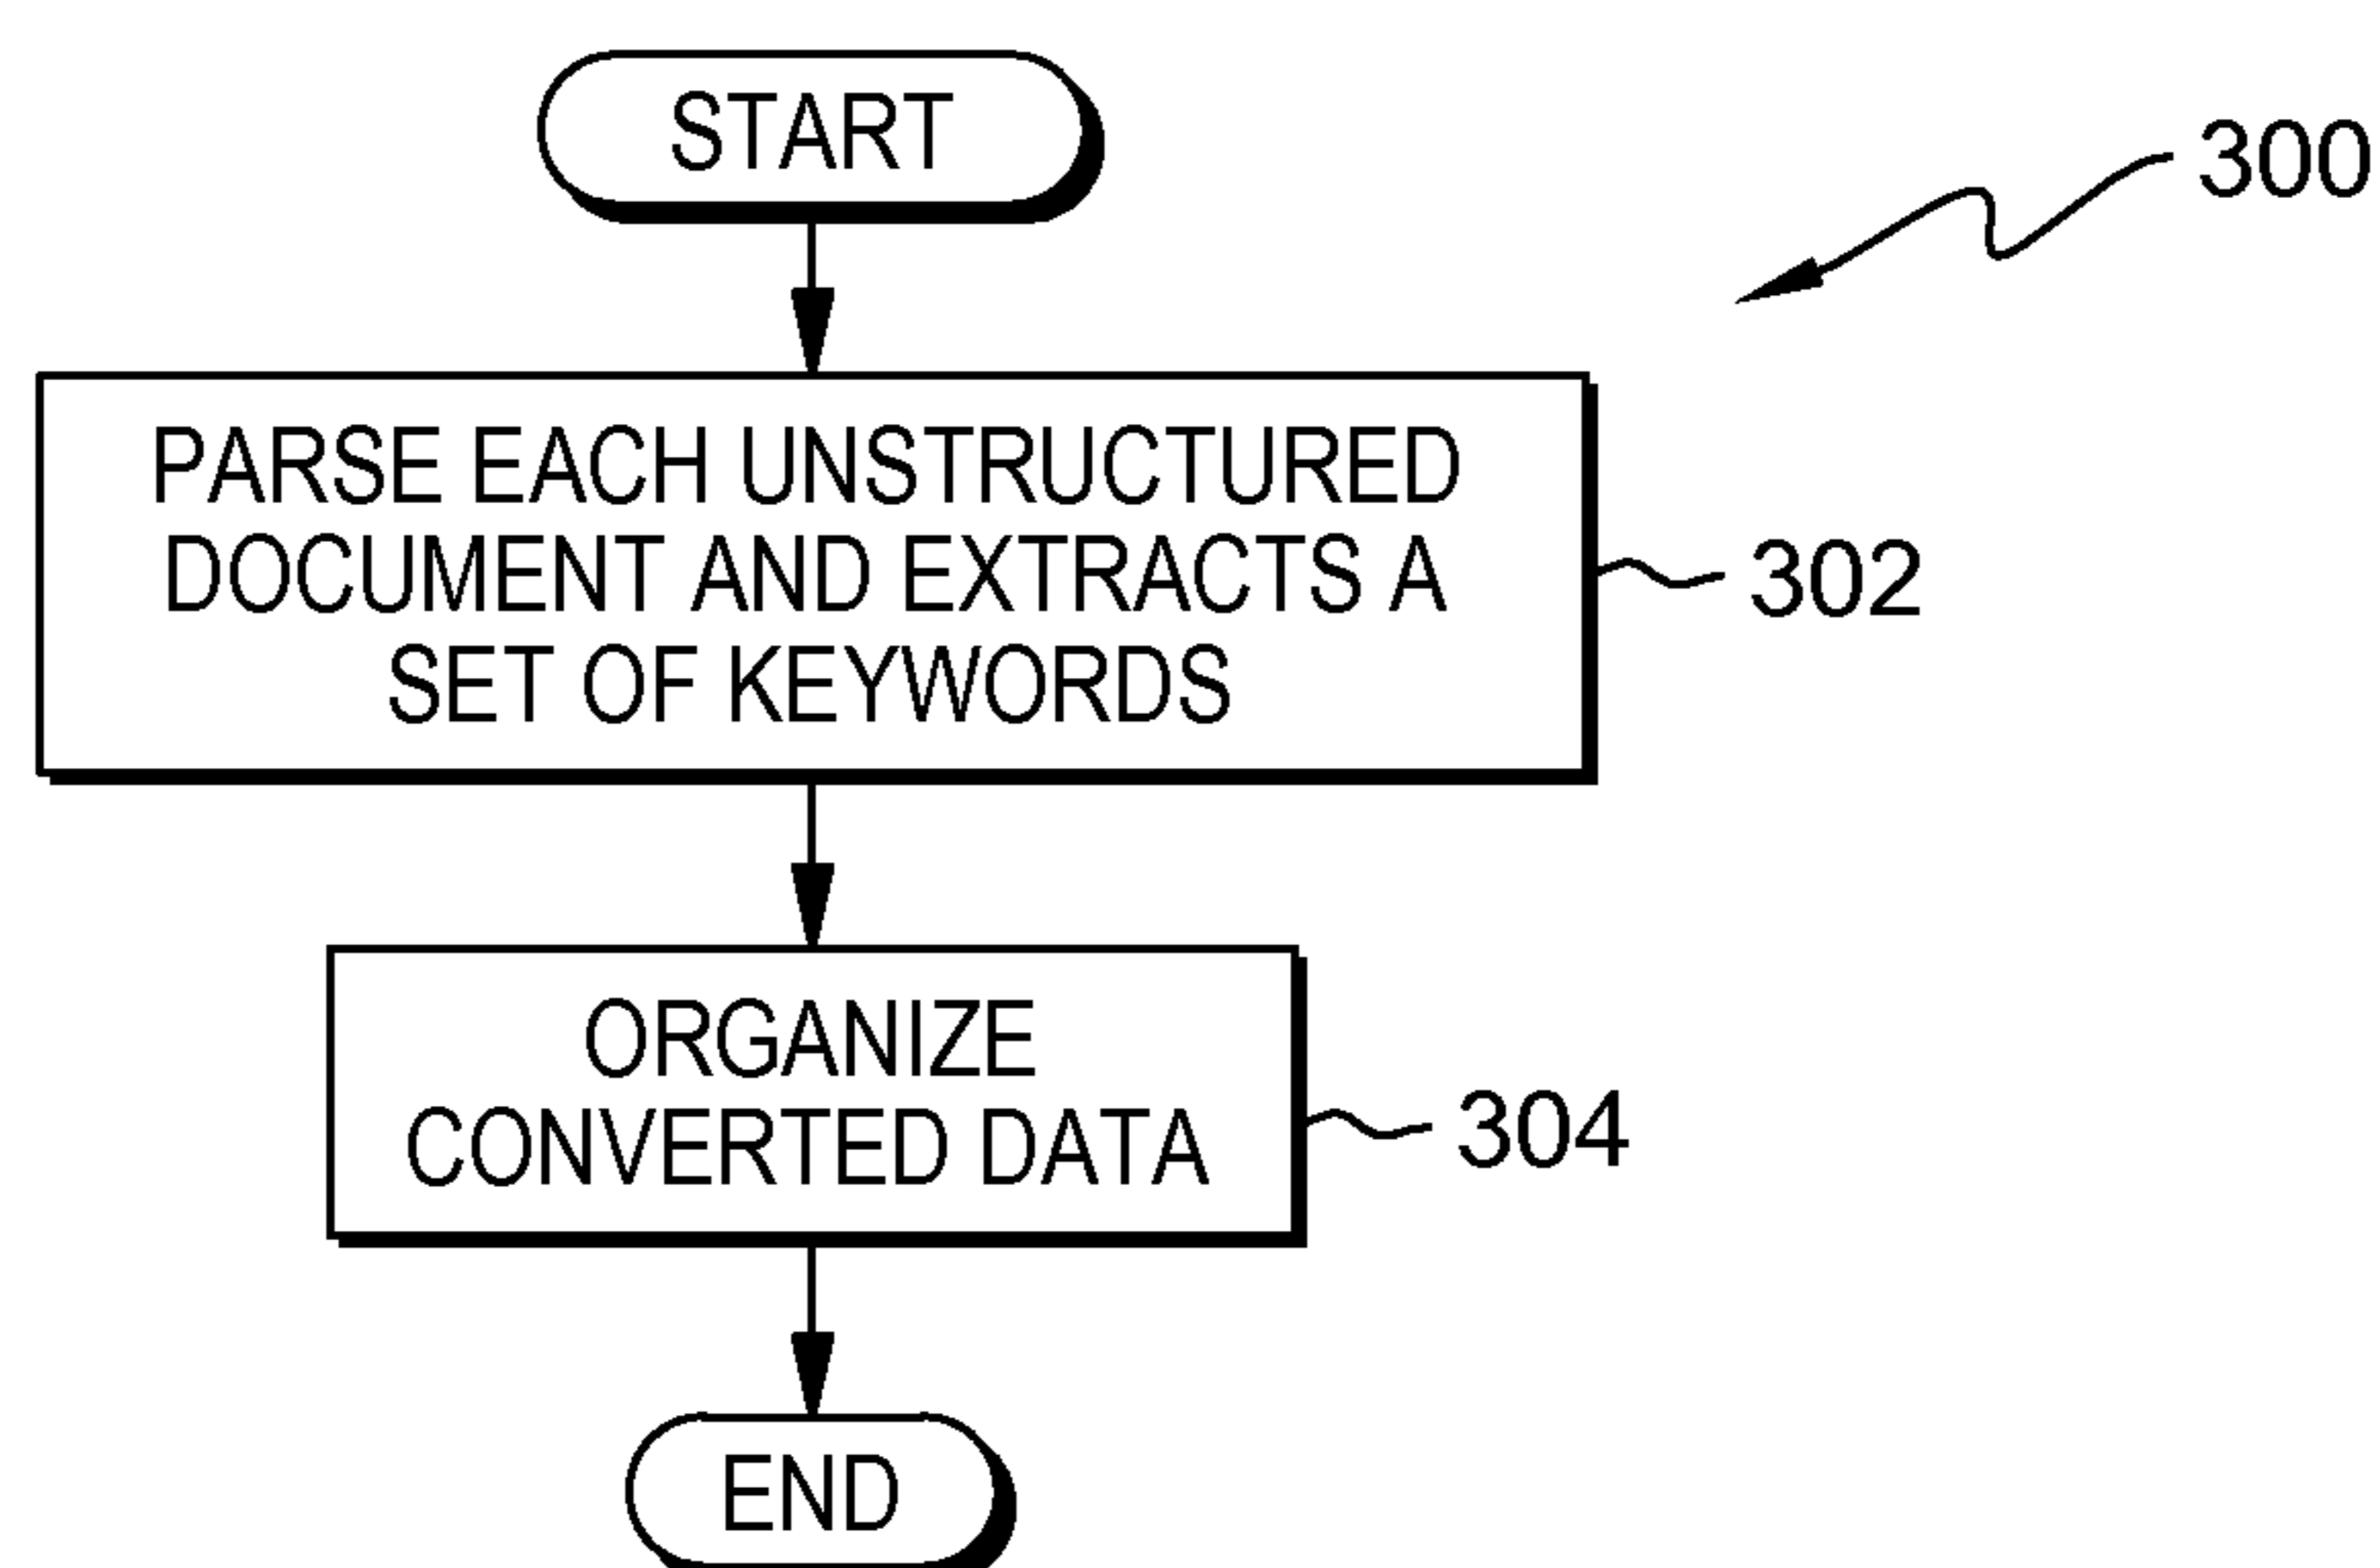 START
300
PARSE EACH UNSTRUCTURED
DOCUMENT AND EXTRACTS A
SET OF KEYWORDS
302
ORGANIZE
CONVERTED DATA
304
END